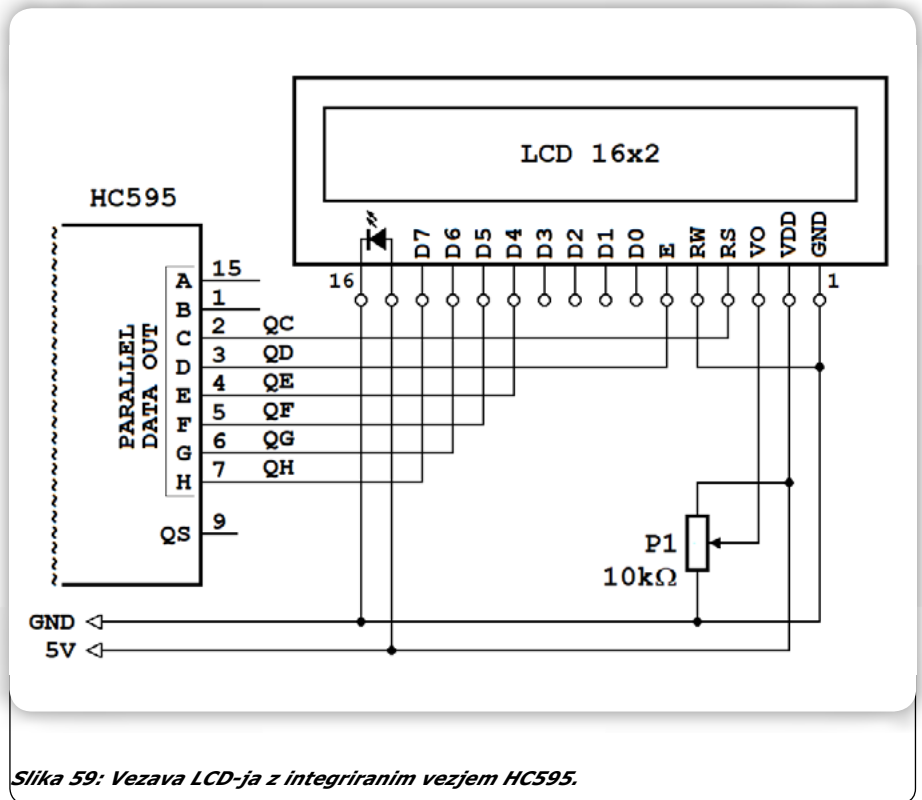 LCD 16x2
HC595
D7 D6 D5 D4 D3 D2 D1 D0 E RW RS VO VDD GND
16 1
PARALLEL
DATA OUT
A 15
B 1
C 2 QC
D 3 QD
E 4 QE
F 5 QF
G 6 QG
H 7 QH
QS 9
P1
10kΩ
GND
5V
Slika 59: Vezava LCD-ja z integriranim vezjem HC595.